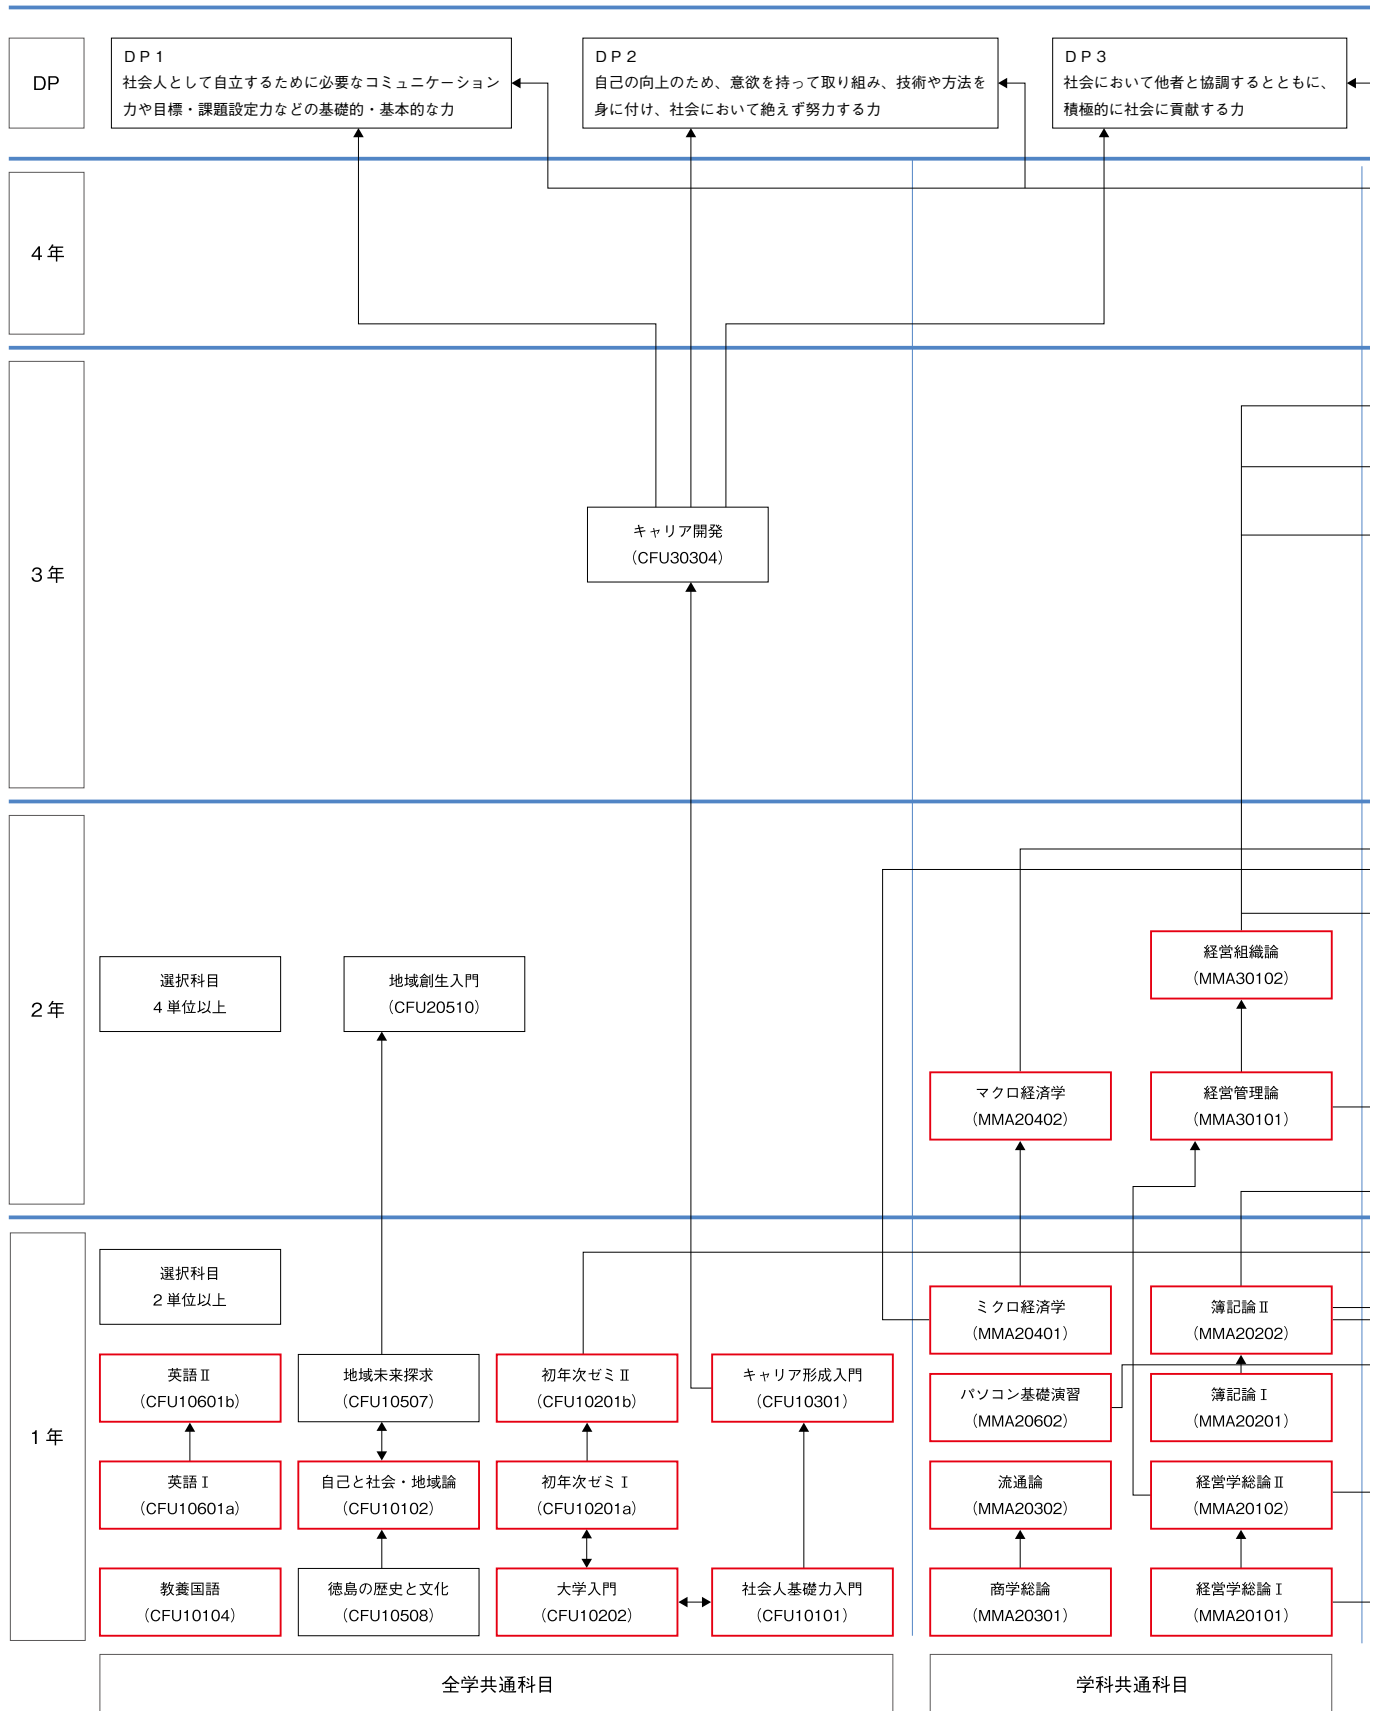 DP
DP1
社会人として自立するために必要なコミュニケーション
力や目標・課題設定力などの基礎的・基本的な力
DP2
自己の向上のため、意欲を持って取り組み、技術や方法を
身に付け、社会において絶えず努力する力
DP3
社会において他者と協調するとともに、
積極的に社会に貢献する力
4年
3年
キャリア開発
(CFU30304)
2年
経営組織論
(MMA30102)
選択科目
4単位以上
地域創生入門
(CFU20510)
マクロ経済学
(MMA20402)
経営管理論
(MMA30101)
1年
選択科目
2単位以上
ミクロ経済学
(MMA20401)
簿記論Ⅱ
(MMA20202)
英語Ⅱ
(CFU10601b)
地域未来探求
(CFU10507)
初年次ゼミⅡ
(CFU10201b)
キャリア形成入門
(CFU10301)
パソコン基礎演習
(MMA20602)
簿記論Ⅰ
(MMA20201)
英語Ⅰ
(CFU10601a)
自己と社会・地域論
(CFU10102)
初年次ゼミⅠ
(CFU10201a)
流通論
(MMA20302)
経営学総論Ⅱ
(MMA20102)
教養国語
(CFU10104)
徳島の歴史と文化
(CFU10508)
大学入門
(CFU10202)
社会人基礎力入門
(CFU10101)
商学総論
(MMA20301)
経営学総論Ⅰ
(MMA20101)
全学共通科目
学科共通科目